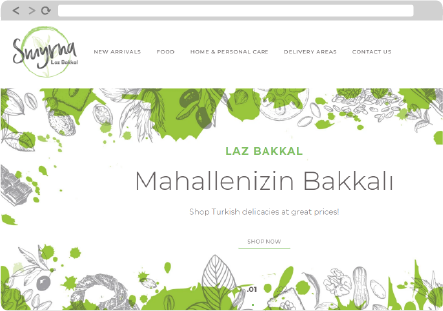 Smyrna
Laz Bakkal
NEW ARRIVALS FOOD HOME & PERSONAL CARE DELIVERY AREAS CONTACT US
LAZ BAKKAL
Mahallenizin Bakkalı
Shop Turkish delicacies at great prices!
SHOP NOW
.01